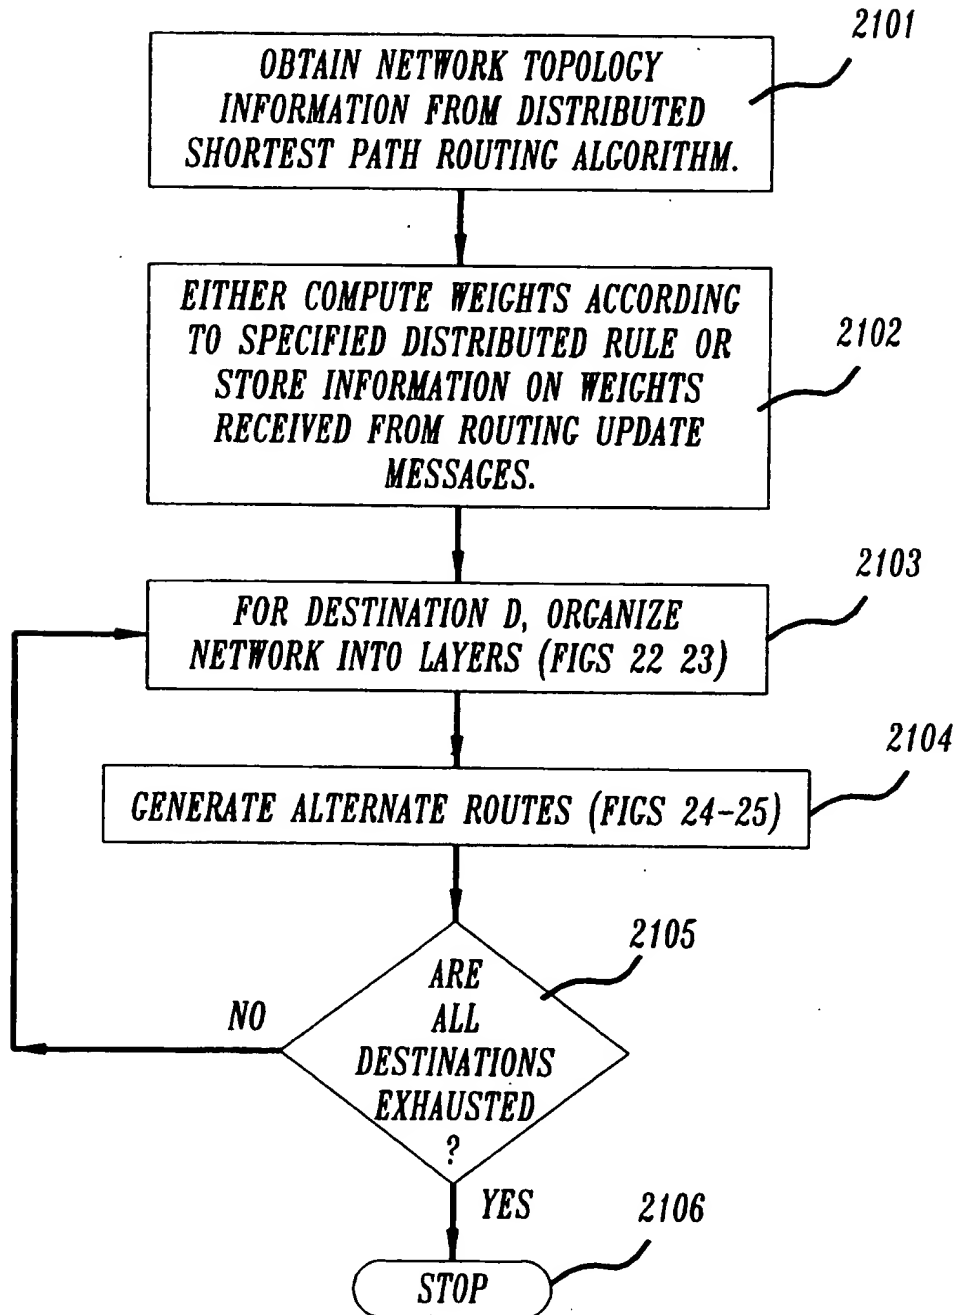 2101
OBTAIN NETWORK TOPOLOGY
INFORMATION FROM DISTRIBUTED
SHORTEST PATH ROUTING ALGORITHM.
EITHER COMPUTE WEIGHTS ACCORDING
TO SPECIFIED DISTRIBUTED RULE OR
STORE INFORMATION ON WEIGHTS
RECEIVED FROM ROUTING UPDATE
MESSAGES.
2102
2103
FOR DESTINATION D, ORGANIZE
NETWORK INTO LAYERS (FIGS 22 23)
2104
GENERATE ALTERNATE ROUTES (FIGS 24-25)
2105
ARE
ALL
DESTINATIONS
EXHAUSTED
?
NO
YES
2106
STOP